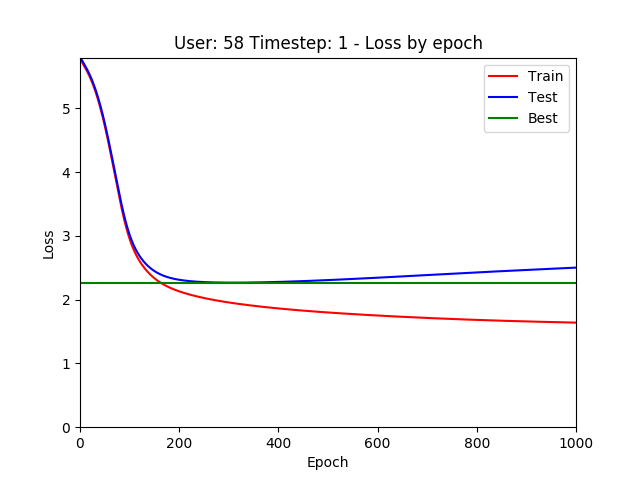 User: 58 Timestep: 1 - Loss by epoch
Train
Test
Best
Loss
5
4
3
2
1
0
0 200 400 600 800 1000
Epoch